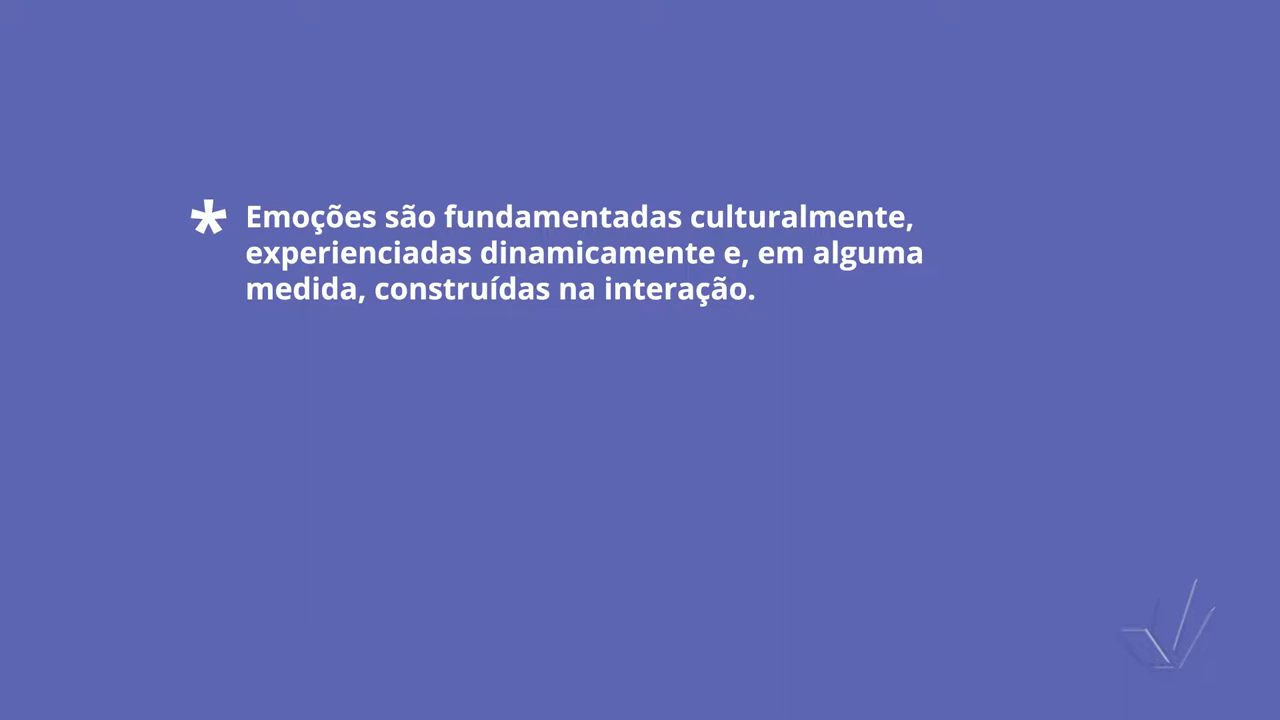 * Emoções são fundamentadas culturalmente,
experienciadas dinamicamente e, em alguma
medida, construídas na interação.